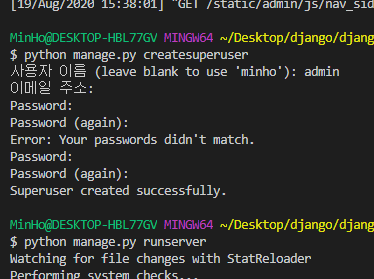 [19/Aug/2020 15:38:01] "GET /static/admin/js/nav_sid
MinHo@DESKTOP-HBL77GV MINGW64 ~/Desktop/django/djang
$ python manage.py createsuperuser
사용자 이름 (leave blank to use 'minho'): admin
이메일 주소:
Password:
Password (again):
Error: Your passwords didn't match.
Password:
Password (again):
Superuser created successfully.
MinHo@DESKTOP-HBL77GV MINGW64 ~/Desktop/django/djang
$ python manage.py runserver
Watching for file changes with StatReloader
Performing system checks...